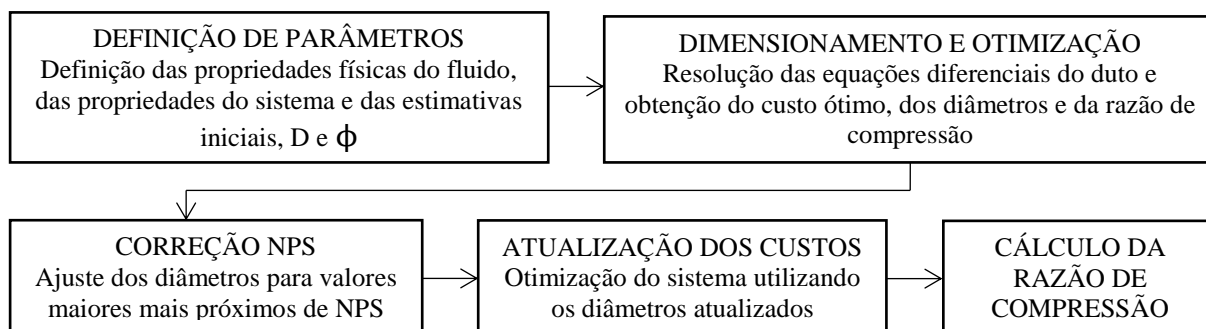 DEFINIÇÃO DE PARÂMETROS
Definição das propriedades físicas do fluido,
das propriedades do sistema e das estimativas
iniciais, D e ϕ
DIMENSIONAMENTO E OTIMIZAÇÃO
Resolução das equações diferenciais do duto e
obtenção do custo ótimo, dos diâmetros e da razão de
compressão
CORREÇÃO NPS
Ajuste dos diâmetros para valores
maiores mais próximos de NPS
ATUALIZAÇÃO DOS CUSTOS
Otimização do sistema utilizando
os diâmetros atualizados
CÁLCULO DA
RAZÃO DE
COMPRESSÃO